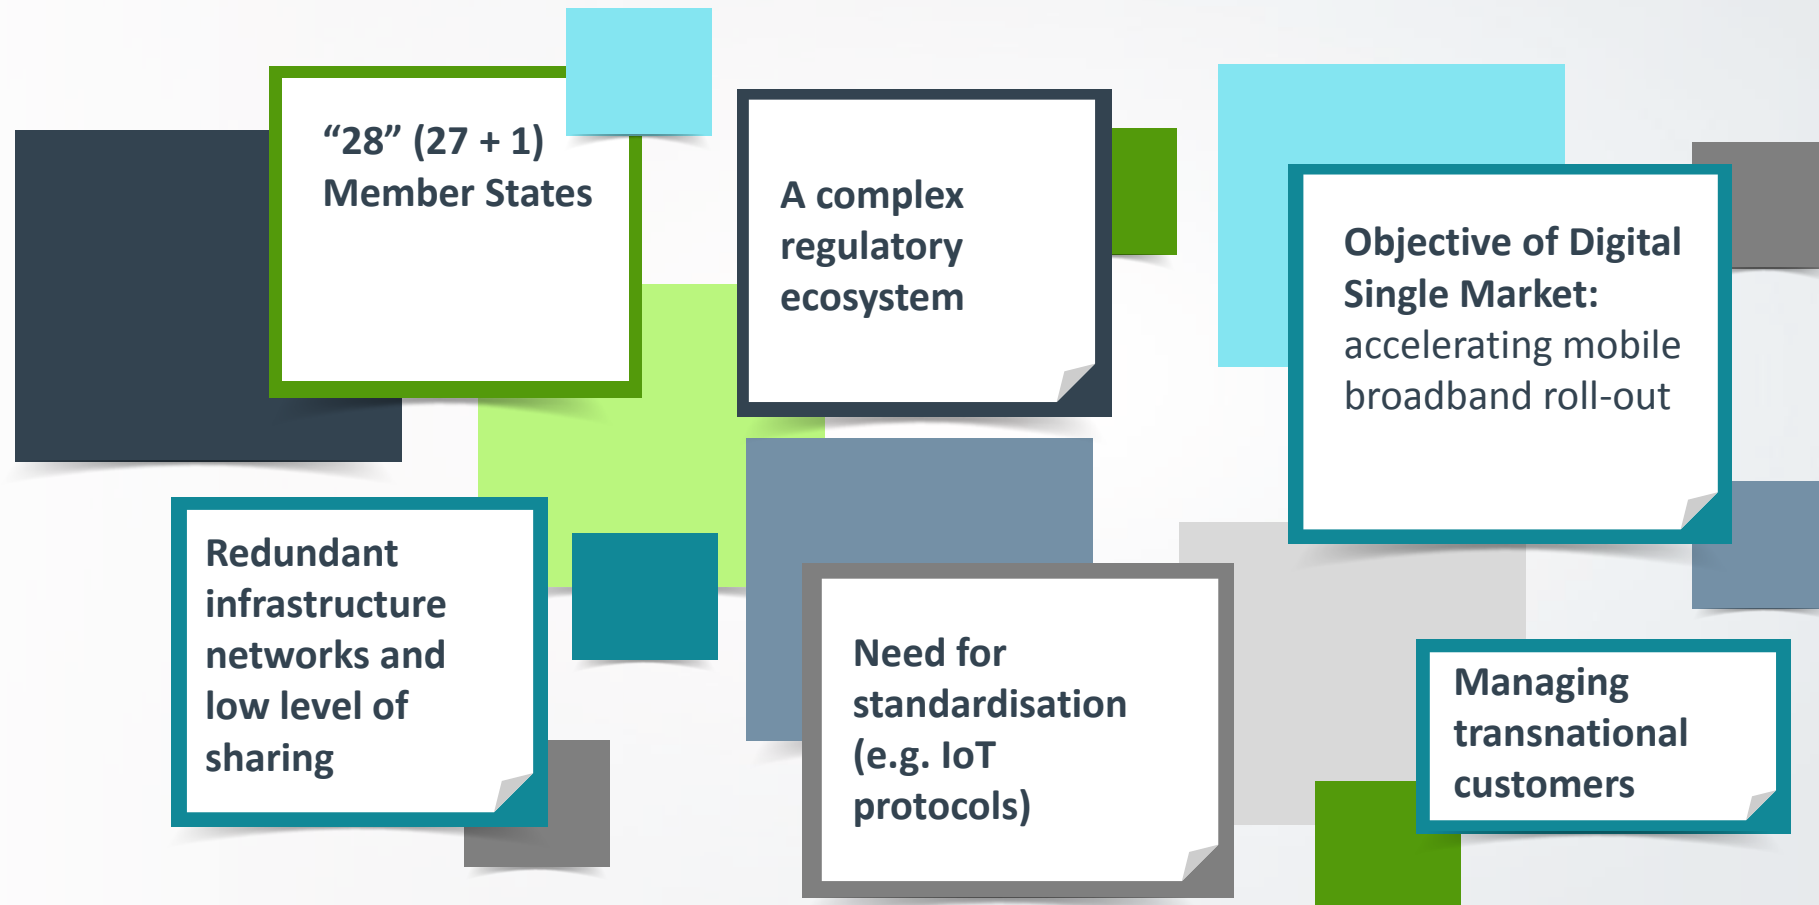 “28” (27 + 1)
Member States
A complex
regulatory
ecosystem
Objective of Digital
Single Market:
accelerating mobile
broadband roll-out
Redundant
infrastructure
networks and
low level of
sharing
Need for
standardisation
(e.g. IoT
protocols)
Managing
transnational
customers